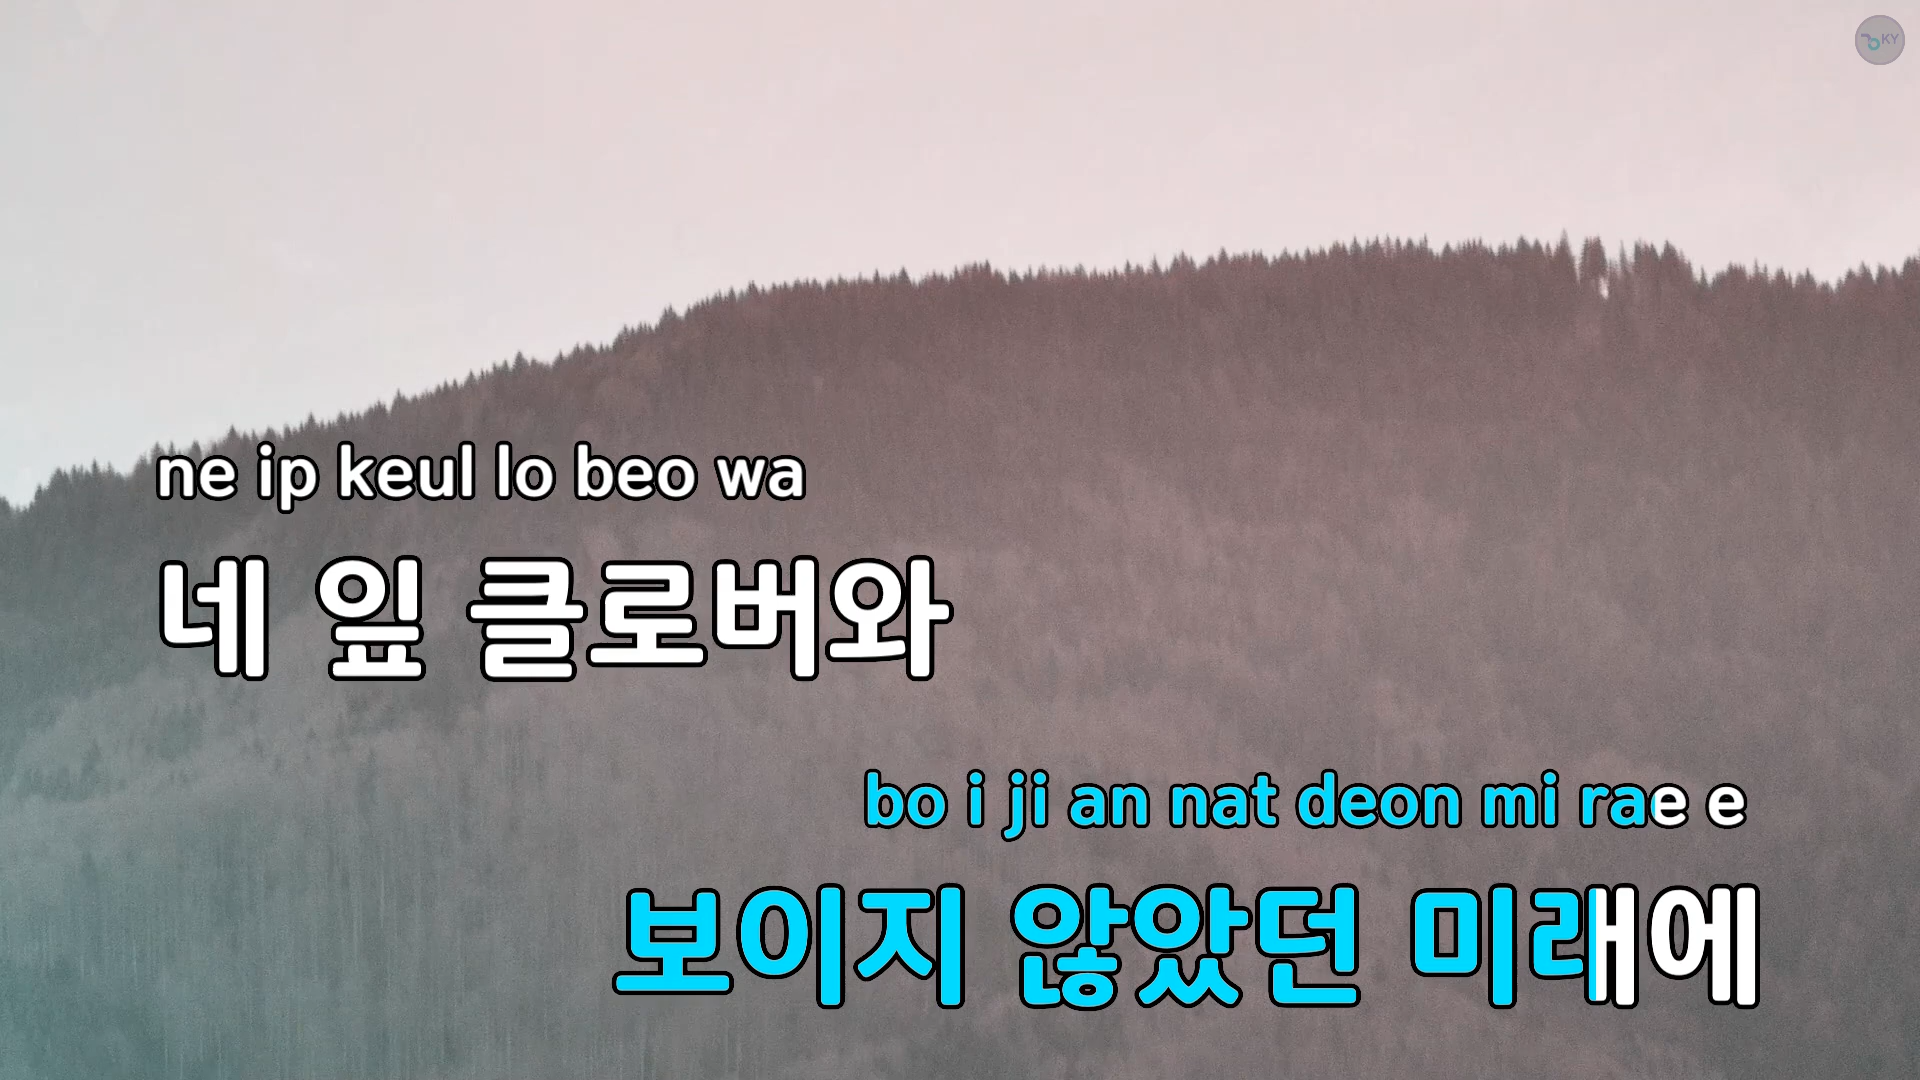 KY
ne ip keul lo beo wa
네 잎 클로버와
bo i ji an nat deon mi rae e
보이지 않았던 미래에